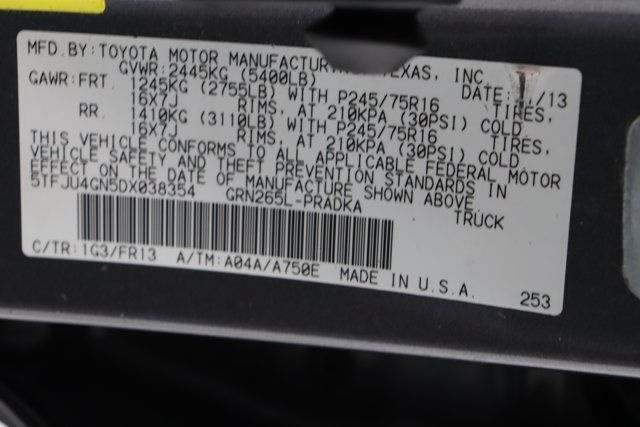 MFD. BY: TOYOTA MOTOR MANUFACTURING TEXAS, INC.
GVWR: 2445KG (5400LB) DATE: /13
GAWR: FRT. 1245KG (2755LB) WITH P245/75R16 TIRES,
16X7J RIMS, AT 210KPA (30PSI) COLD
RR. 1410KG (3110LB) WITH P245/75R16 TIRES,
16X7J RIMS, AT 210KPA (30PSI) COLD
THIS VEHICLE CONFORMS TO ALL APPLICABLE FEDERAL MOTOR
VEHICLE SAFETY AND THEFT PREVENTION STANDARDS IN
EFFECT ON THE DATE OF MANUFACTURE SHOWN ABOVE.
5TFJU4GN5DX038354 GRN265L-PRADKA TRUCK
C/TR: 1G3/FR13 A/TM: A04A/A750E MADE IN U.S.A.
253